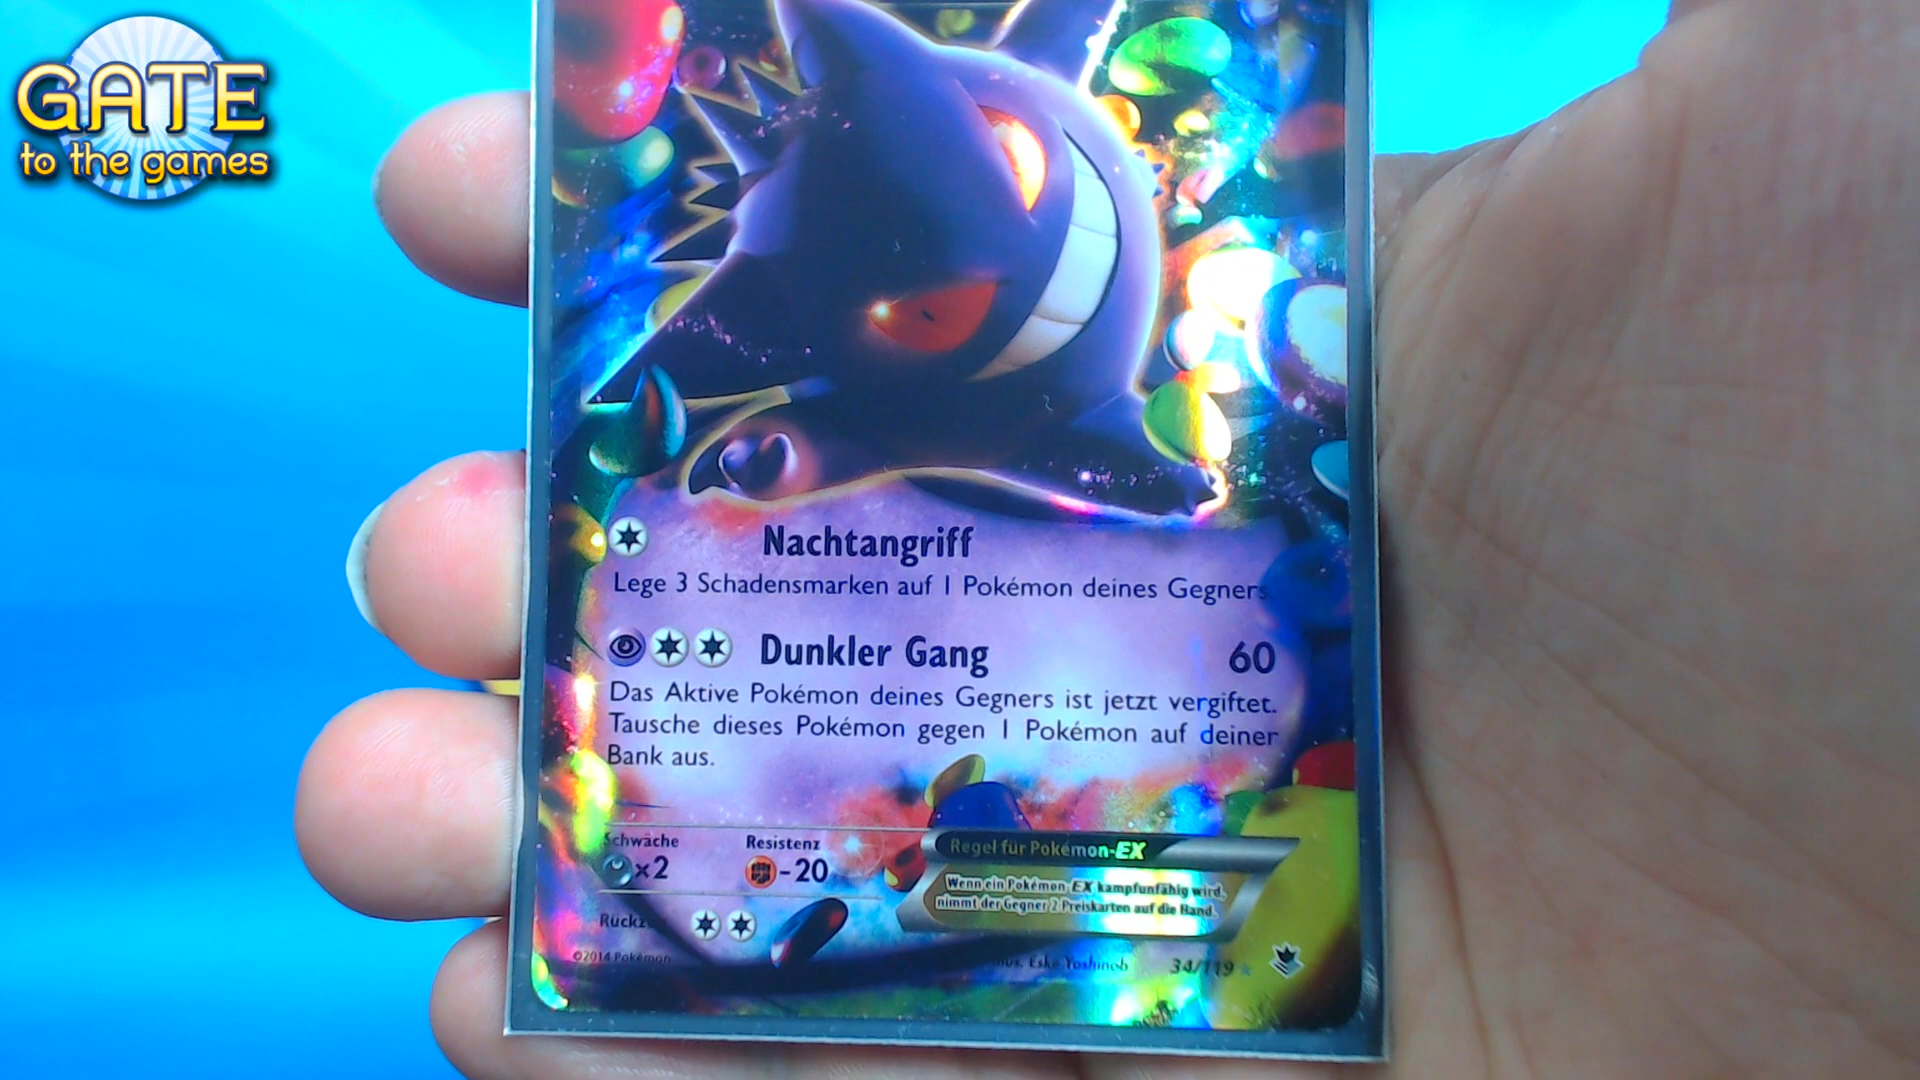 GATE
to the games
Nachtangriff
Lege 3 Schadensmarken auf 1 Pokémon deines Gegners
Dunkler Gang 60
Das Aktive Pokémon deines Gegners ist jetzt vergiftet.
Tausche dieses Pokémon gegen 1 Pokémon auf deiner
Bank aus.
Schwäche Resistenz
×2 -20
Regel für Pokémon-EX
Wenn ein Pokémon-EX kampfunfähig wird,
nimmt der Gegner 2 Preiskarten auf die Hand.
©2014 Pokémon
Illus. Eske Yoshinob 34/119